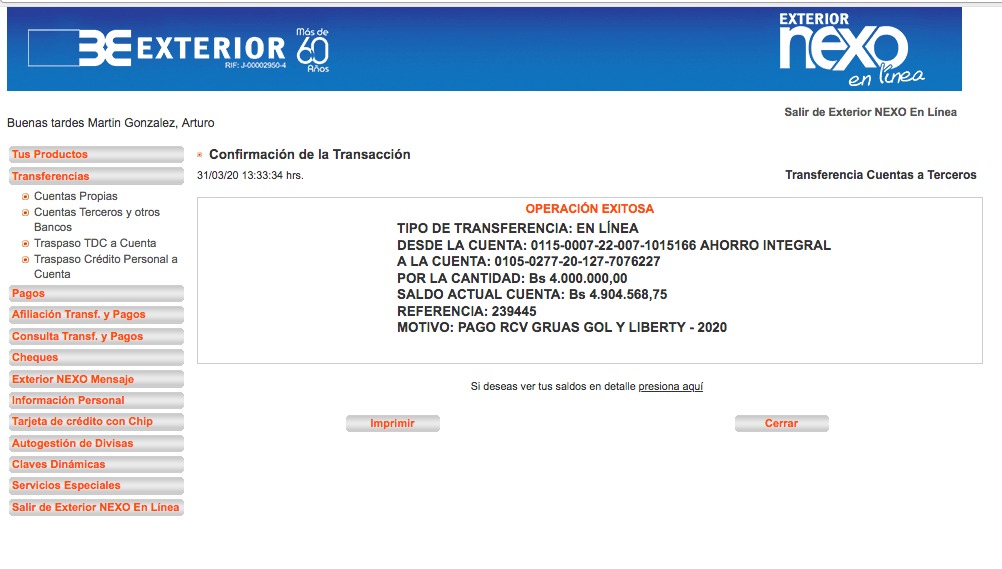 EXTERIOR
RIF: J-00002950-4
Más de
60
Años
EXTERIOR
nexo
en línea
Salir de Exterior NEXO En Línea
Buenas tardes Martin Gonzalez, Arturo
Tus Productos
Transferencias
Cuentas Propias
Cuentas Terceros y otros
Bancos
Traspaso TDC a Cuenta
Traspaso Crédito Personal a
Cuenta
Pagos
Afiliación Transf. y Pagos
Consulta Transf. y Pagos
Cheques
Exterior NEXO Mensaje
Información Personal
Tarjeta de crédito con Chip
Autogestión de Divisas
Claves Dinámicas
Servicios Especiales
Salir de Exterior NEXO En Línea
Confirmación de la Transacción
31/03/20 13:33:34 hrs.
Transferencia Cuentas a Terceros
OPERACIÓN EXITOSA
TIPO DE TRANSFERENCIA: EN LÍNEA
DESDE LA CUENTA: 0115-0007-22-007-1015166 AHORRO INTEGRAL
A LA CUENTA: 0105-0277-20-127-7076227
POR LA CANTIDAD: Bs 4.000.000,00
SALDO ACTUAL CUENTA: Bs 4.904.568,75
REFERENCIA: 239445
MOTIVO: PAGO RCV GRUAS GOL Y LIBERTY - 2020
Si deseas ver tus saldos en detalle presiona aquí
Imprimir
Cerrar